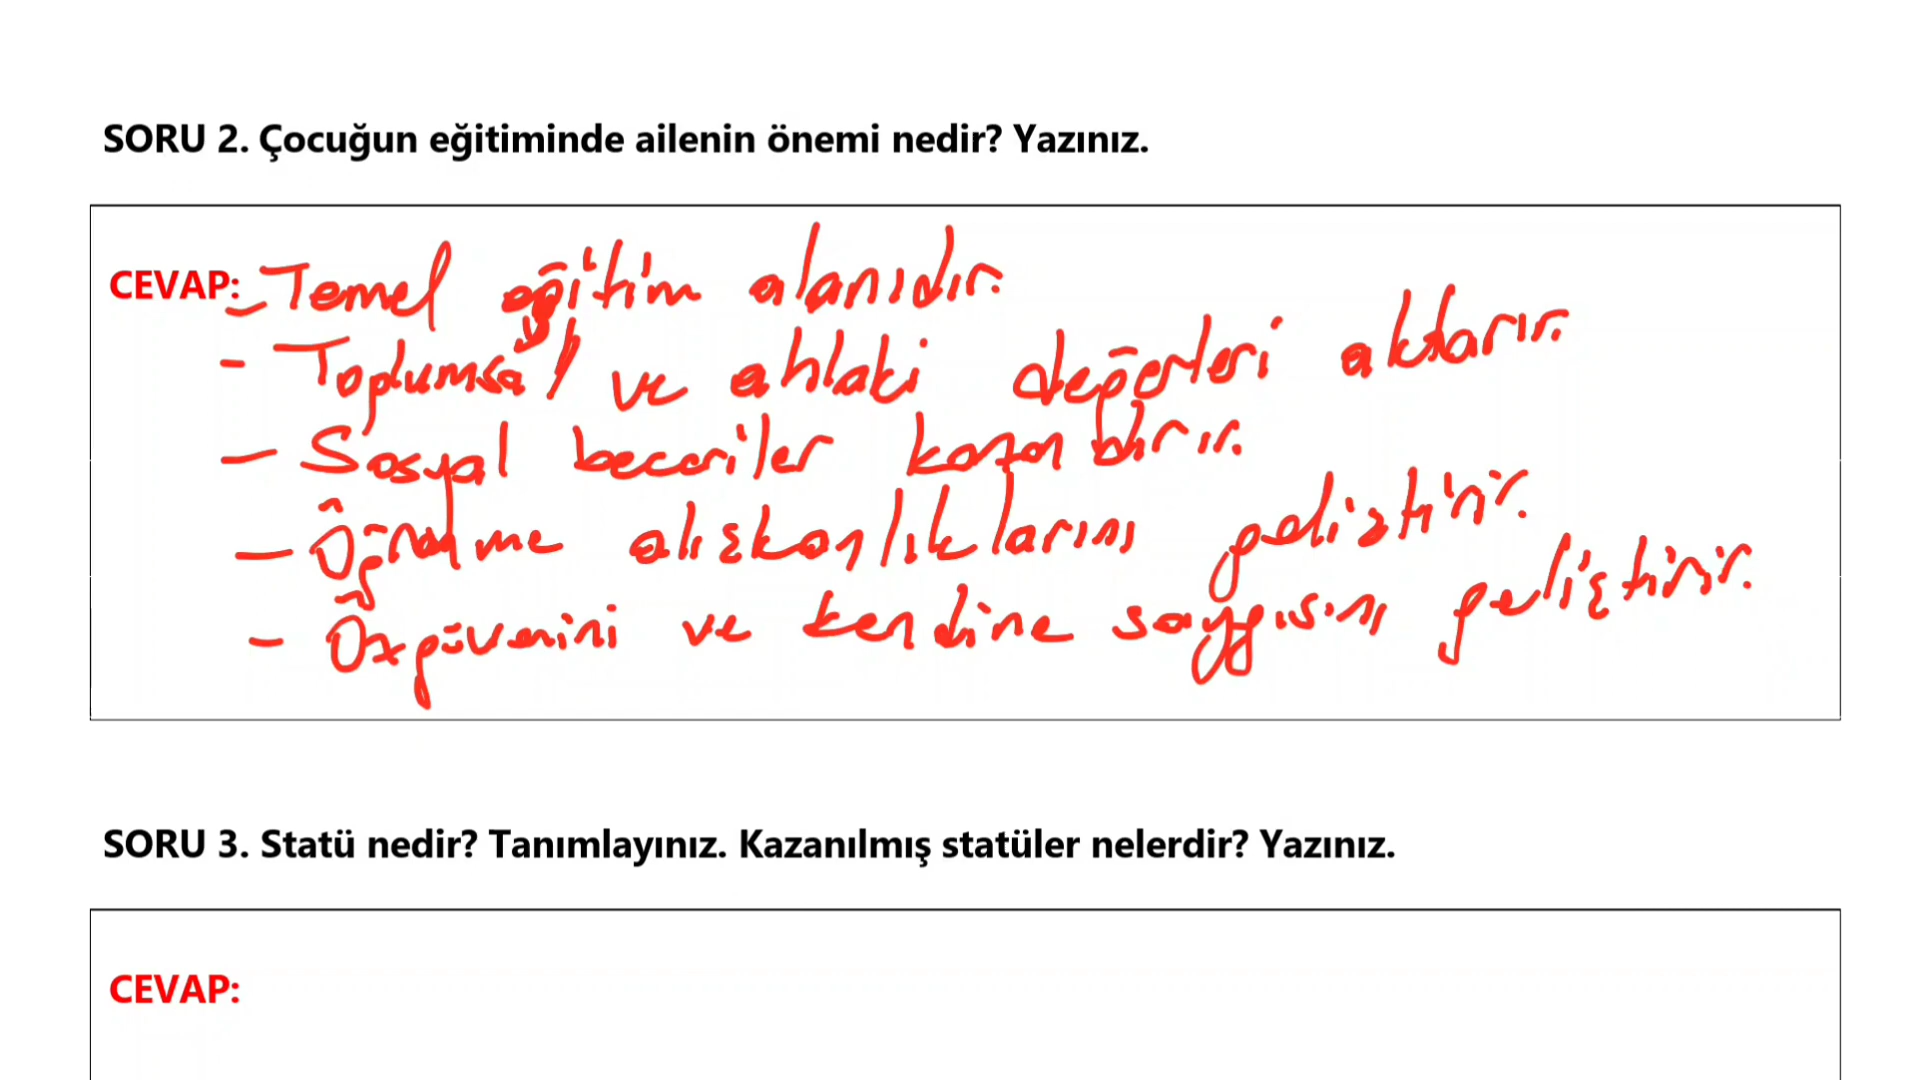 SORU 2. Çocuğun eğitiminde ailenin önemi nedir? Yazınız.
CEVAP: - Temel eğitim alanıdır.
- Toplumsal ve ahlaki değerleri aktarır.
- Sosyal beceriler kazandırır.
- Öğrenme alışkanlıklarını geliştirir.
- Özgüvenini ve kendine saygısını geliştirir.
SORU 3. Statü nedir? Tanımlayınız. Kazanılmış statüler nelerdir? Yazınız.
CEVAP: